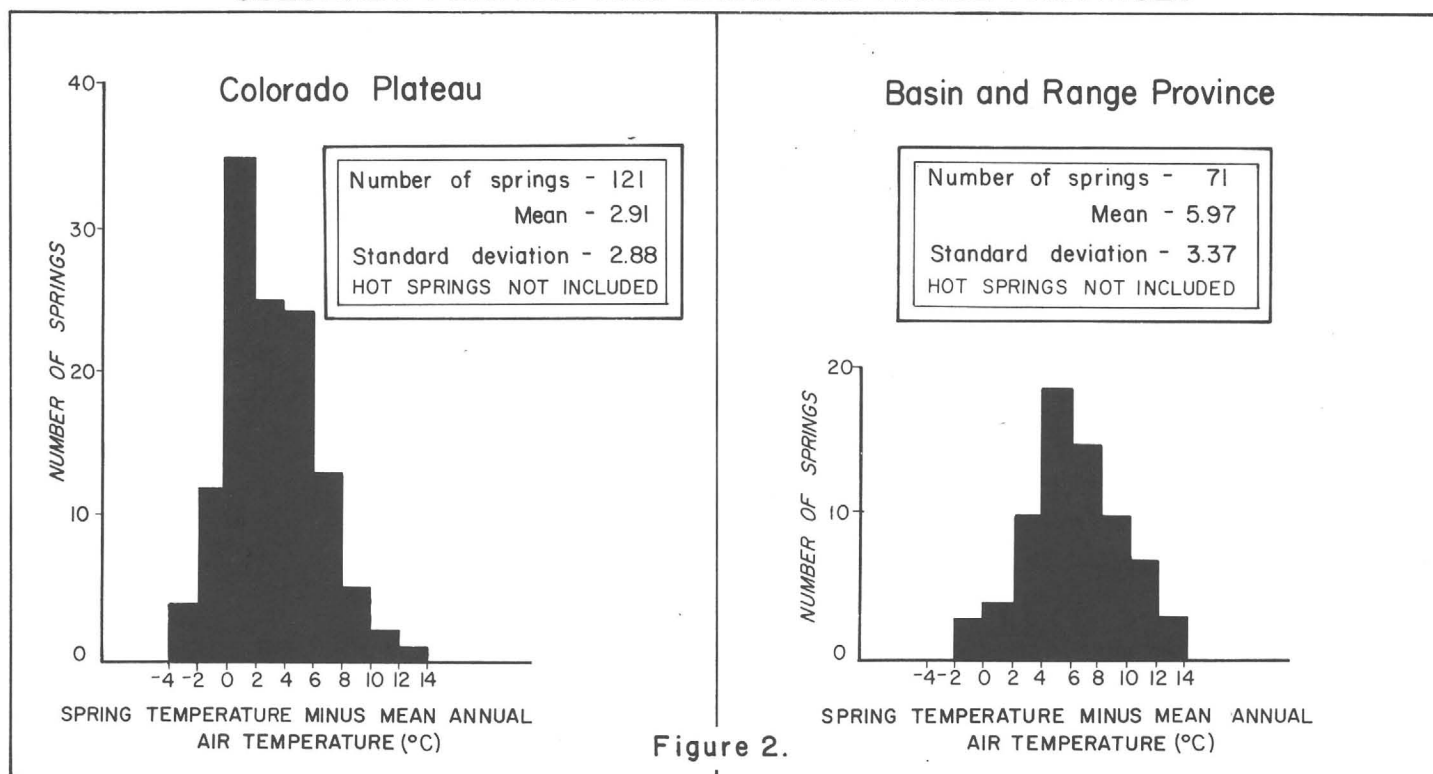 Colorado Plateau
Number of springs - 121
Mean - 2.91
Standard deviation - 2.88
HOT SPRINGS NOT INCLUDED
NUMBER OF SPRINGS
40
30
20
10
0
-4 -2 0 2 4 6 8 10 12 14
SPRING TEMPERATURE MINUS MEAN ANNUAL
AIR TEMPERATURE (°C)
Basin and Range Province
Number of springs - 71
Mean - 5.97
Standard deviation - 3.37
HOT SPRINGS NOT INCLUDED
NUMBER OF SPRINGS
20
10
0
-4 -2 0 2 4 6 8 10 12 14
SPRING TEMPERATURE MINUS MEAN ANNUAL
AIR TEMPERATURE (°C)
Figure 2.